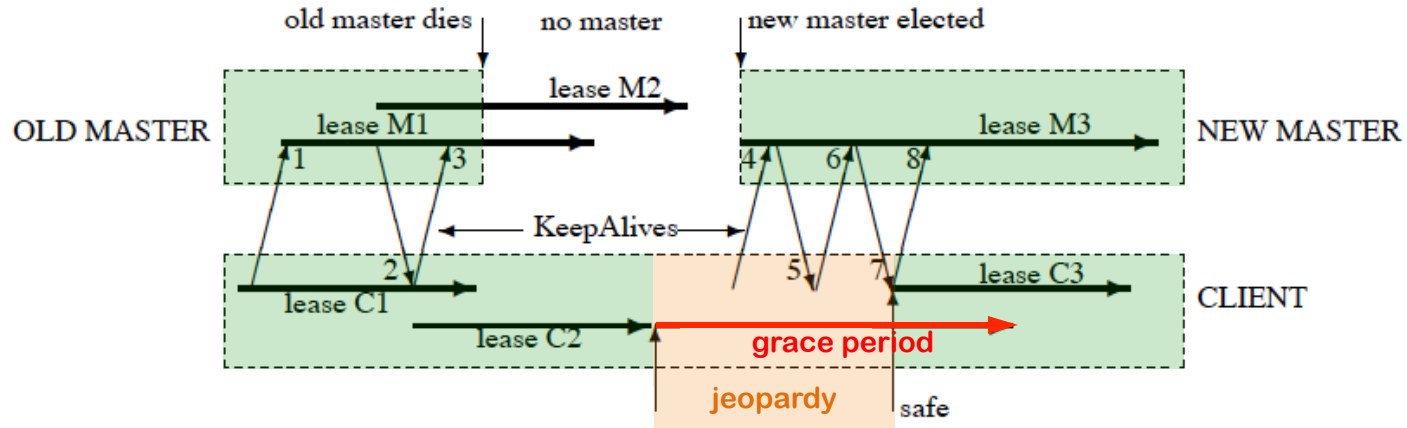 old master dies
no master
new master elected
lease M2
OLD MASTER
lease M1
lease M3
NEW MASTER
1
3
4
6
8
KeepAlives
2
5
7
lease C3
lease C1
CLIENT
lease C2
grace period
jeopardy
safe